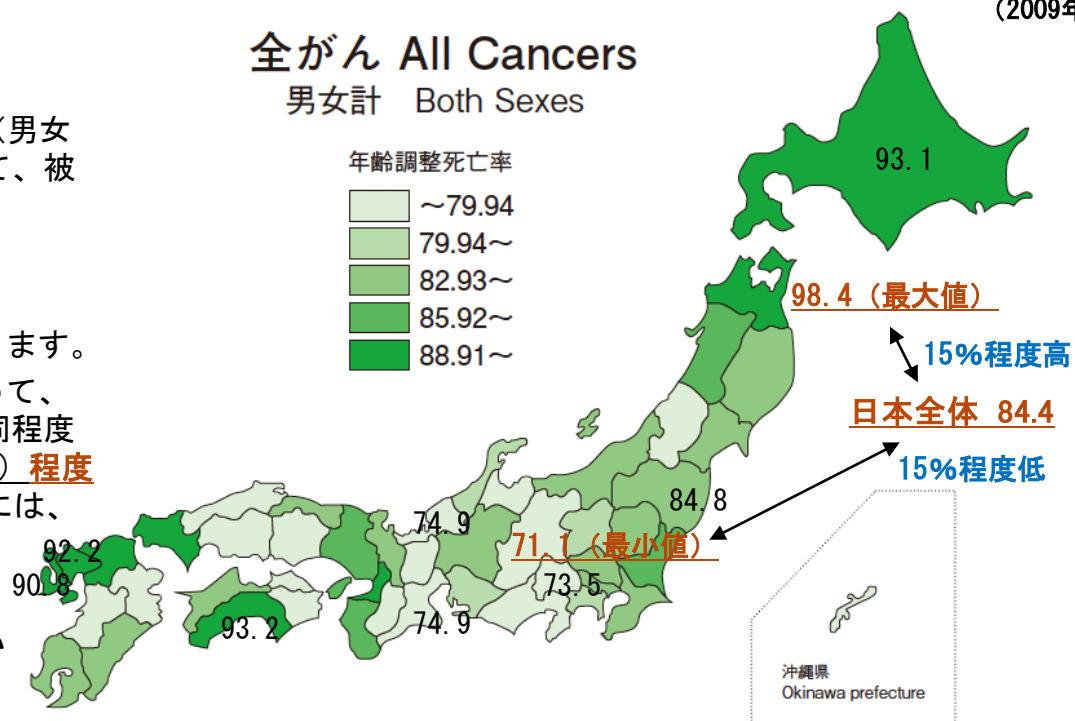 （2009年
全がん All Cancers
男女計 Both Sexes
（男女
て、被
ます。
って、
同程度
）程度
には、
年齢調整死亡率
～79.94
79.94～
82.93～
85.92～
88.91～
93.1
98.4（最大値）
15%程度高
日本全体 84.4
15%程度低
84.8
74.9
71.1（最小値）
92.2
90.8
73.5
93.2
74.9
沖縄県
Okinawa prefecture